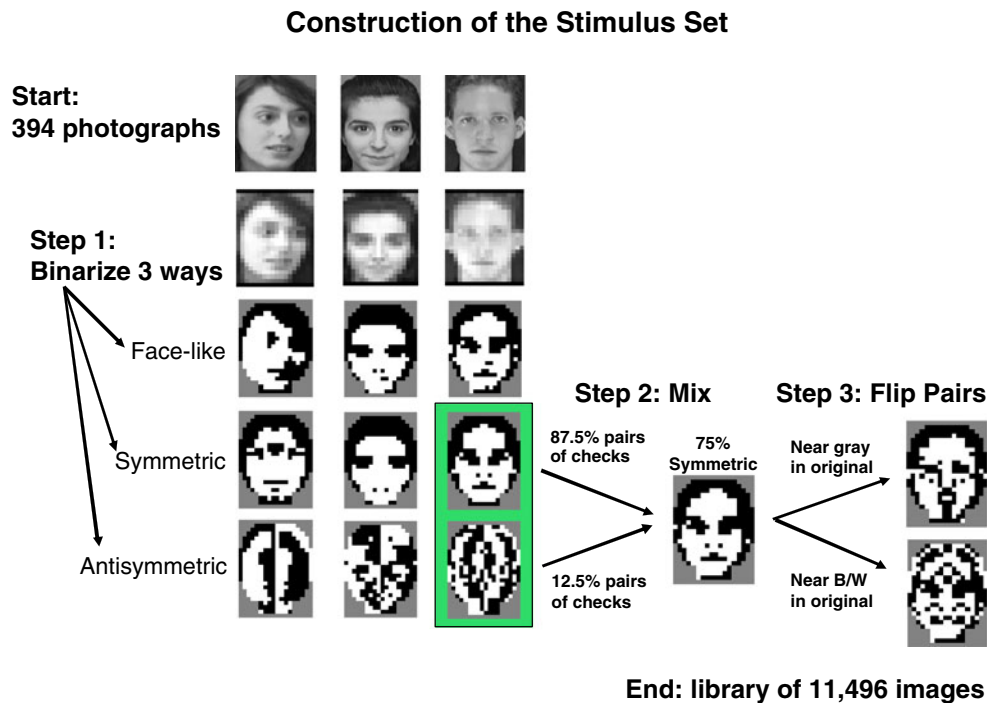 Construction of the Stimulus Set
Start:
394 photographs
Step 1:
Binarize 3 ways
Face-like
Symmetric
Antisymmetric
Step 2: Mix
87.5% pairs
of checks
12.5% pairs
of checks
75%
Symmetric
Step 3: Flip Pairs
Near gray
in original
Near B/W
in original
End: library of 11,496 images